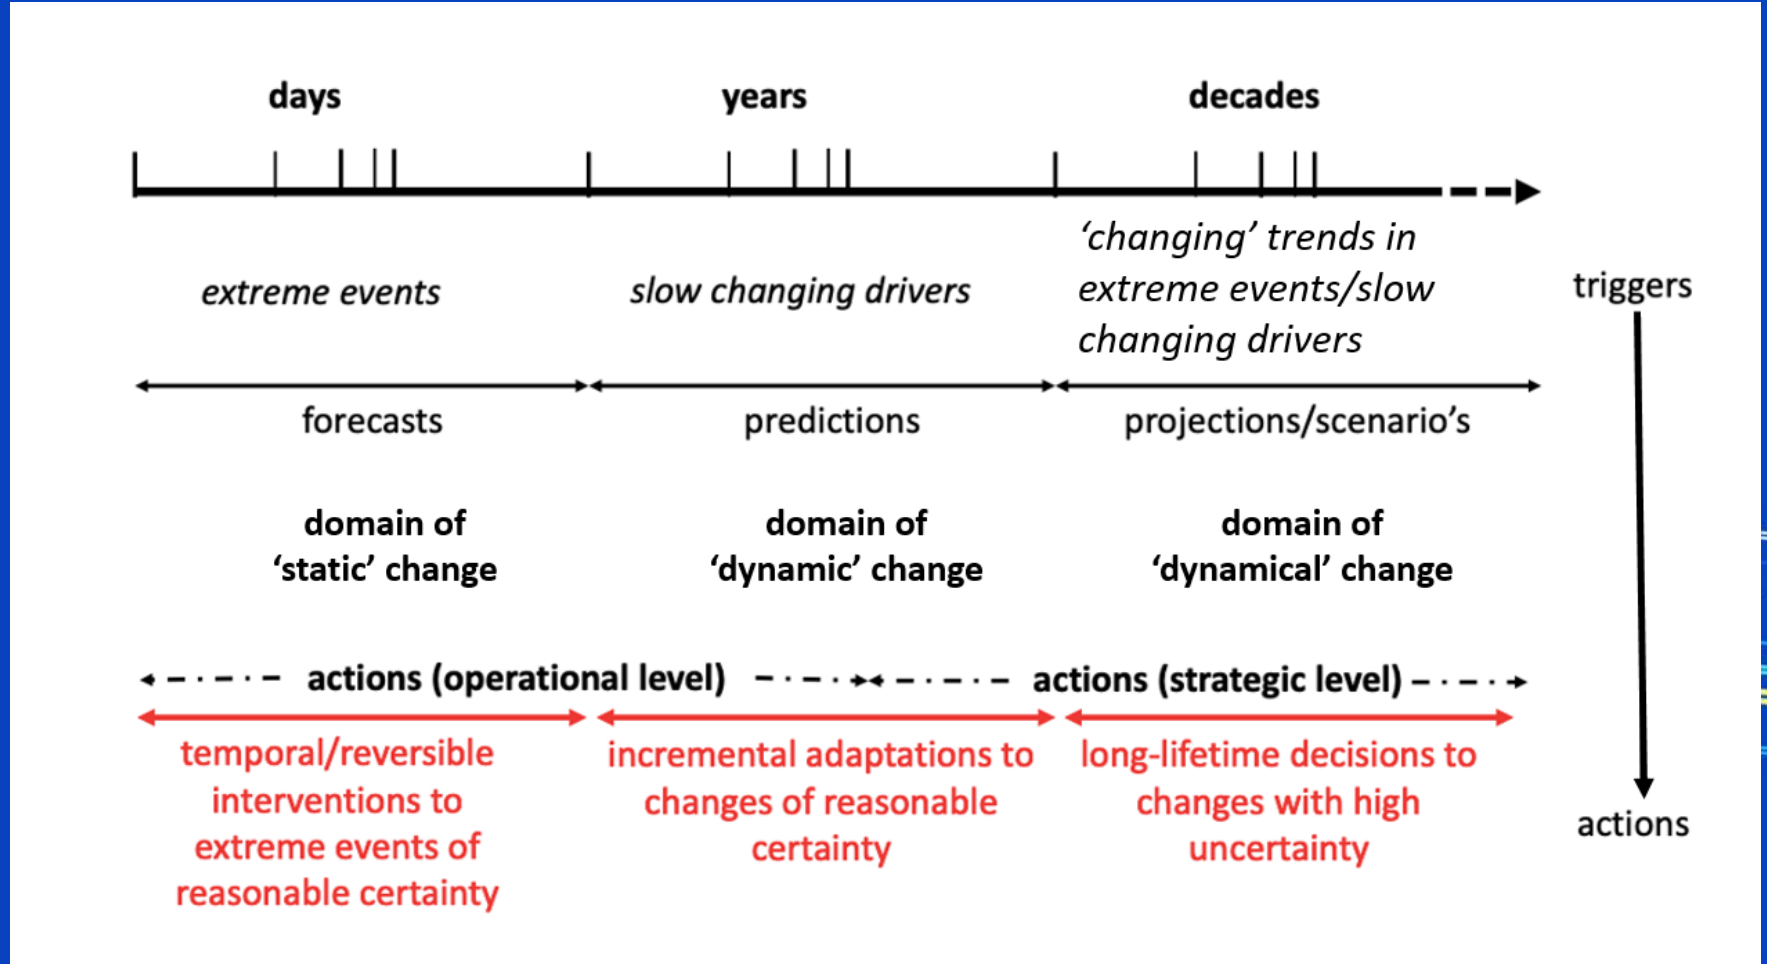 days
years
decades
extreme events
slow changing drivers
‘changing’ trends in
extreme events/slow
changing drivers
triggers
forecasts
predictions
projections/scenario’s
domain of
‘static’ change
domain of
‘dynamic’ change
domain of
‘dynamical’ change
actions (operational level)
actions (strategic level)
temporal/reversible
interventions to
extreme events of
reasonable certainty
incremental adaptations to
changes of reasonable
certainty
long-lifetime decisions to
changes with high
uncertainty
actions